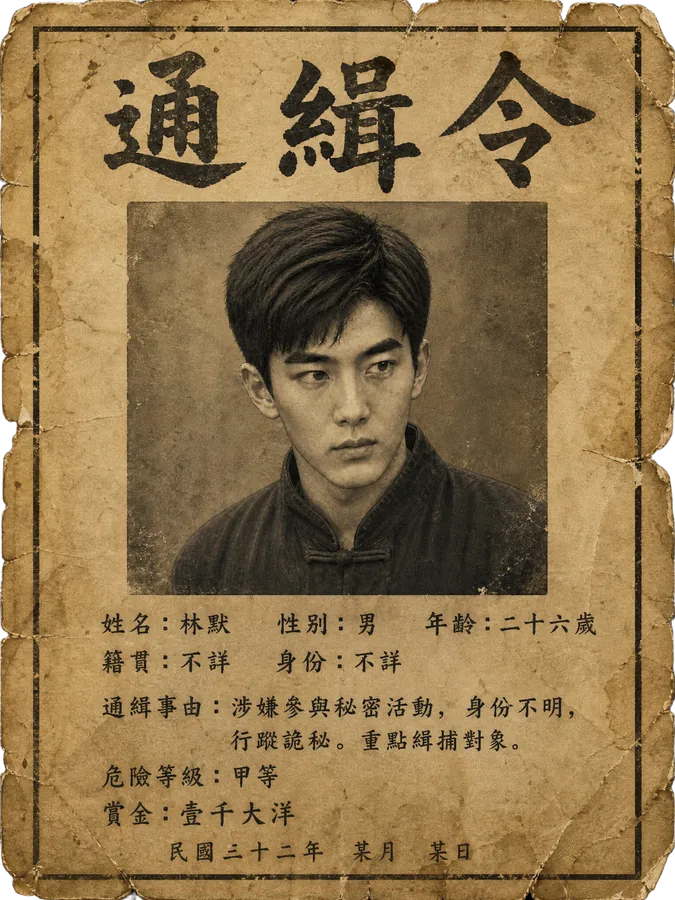 通緝令
姓名：林默 性別：男 年齡：二十六歲
籍貫：不詳 身份：不詳
通緝事由：涉嫌參與秘密活動，身份不明，
行蹤詭秘。重點緝捕對象。
危險等級：甲等
賞金：壹千大洋
民國三十二年 某月 某日